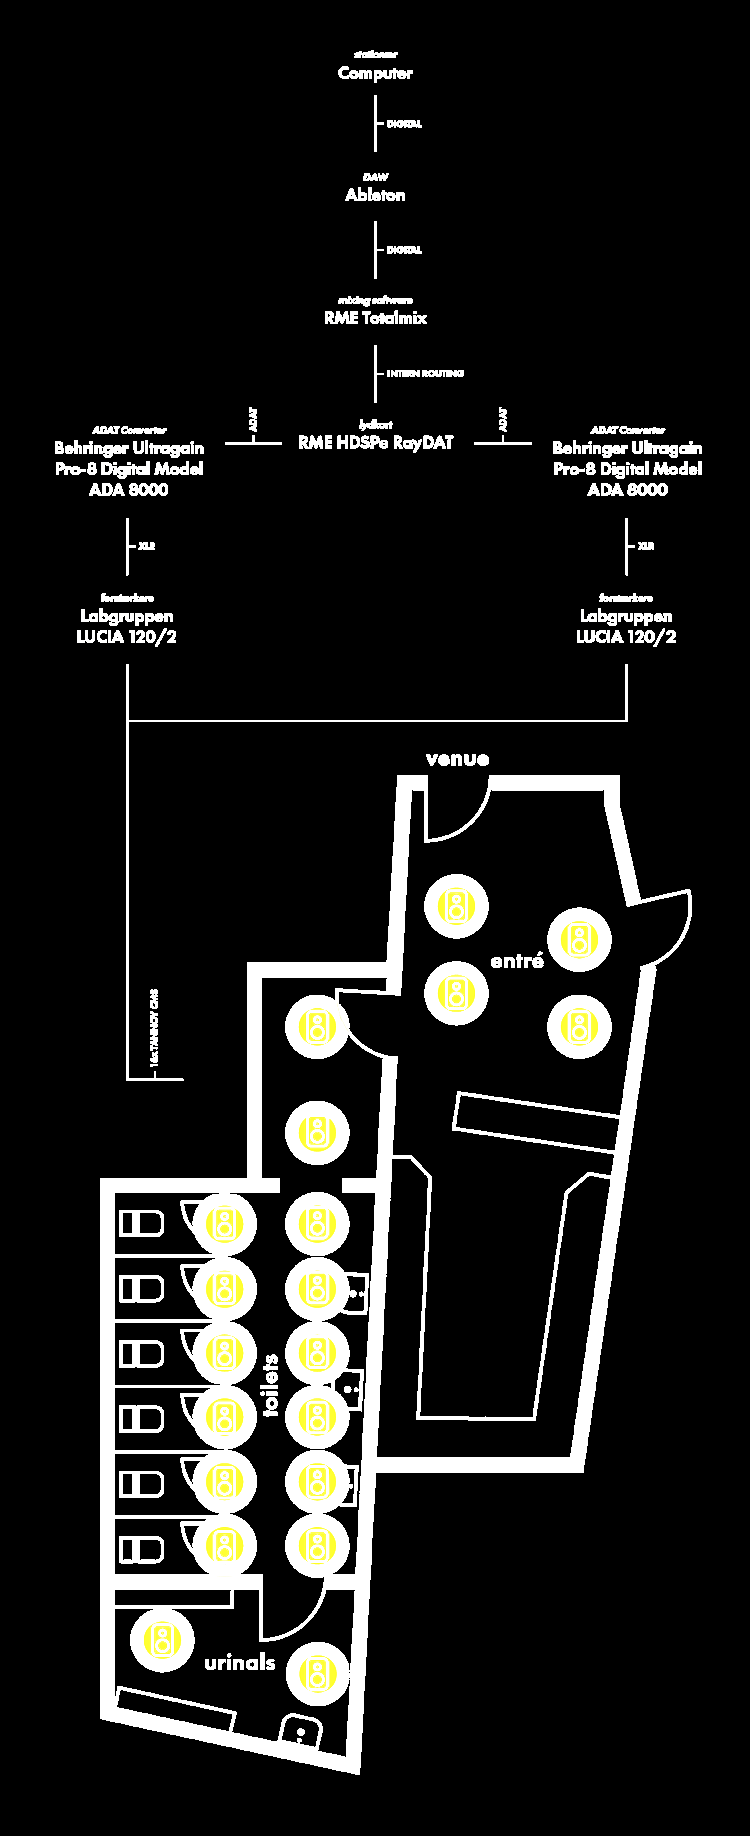 stationær
Computer
DIGITAL
DAW
Ableton
DIGITAL
mixing software
RME Totalmix
INTERN ROUTING
lydkort
RME HDSPe RayDAT
ADAT
ADAT
ADAT Converter
Behringer Ultragain
Pro-8 Digital Model
ADA 8000
ADAT Converter
Behringer Ultragain
Pro-8 Digital Model
ADA 8000
XLR
XLR
forstærkere
Labgruppen
LUCIA 120/2
forstærkere
Labgruppen
LUCIA 120/2
venue
entré
16x TANNOY CMS
toilets
urinals